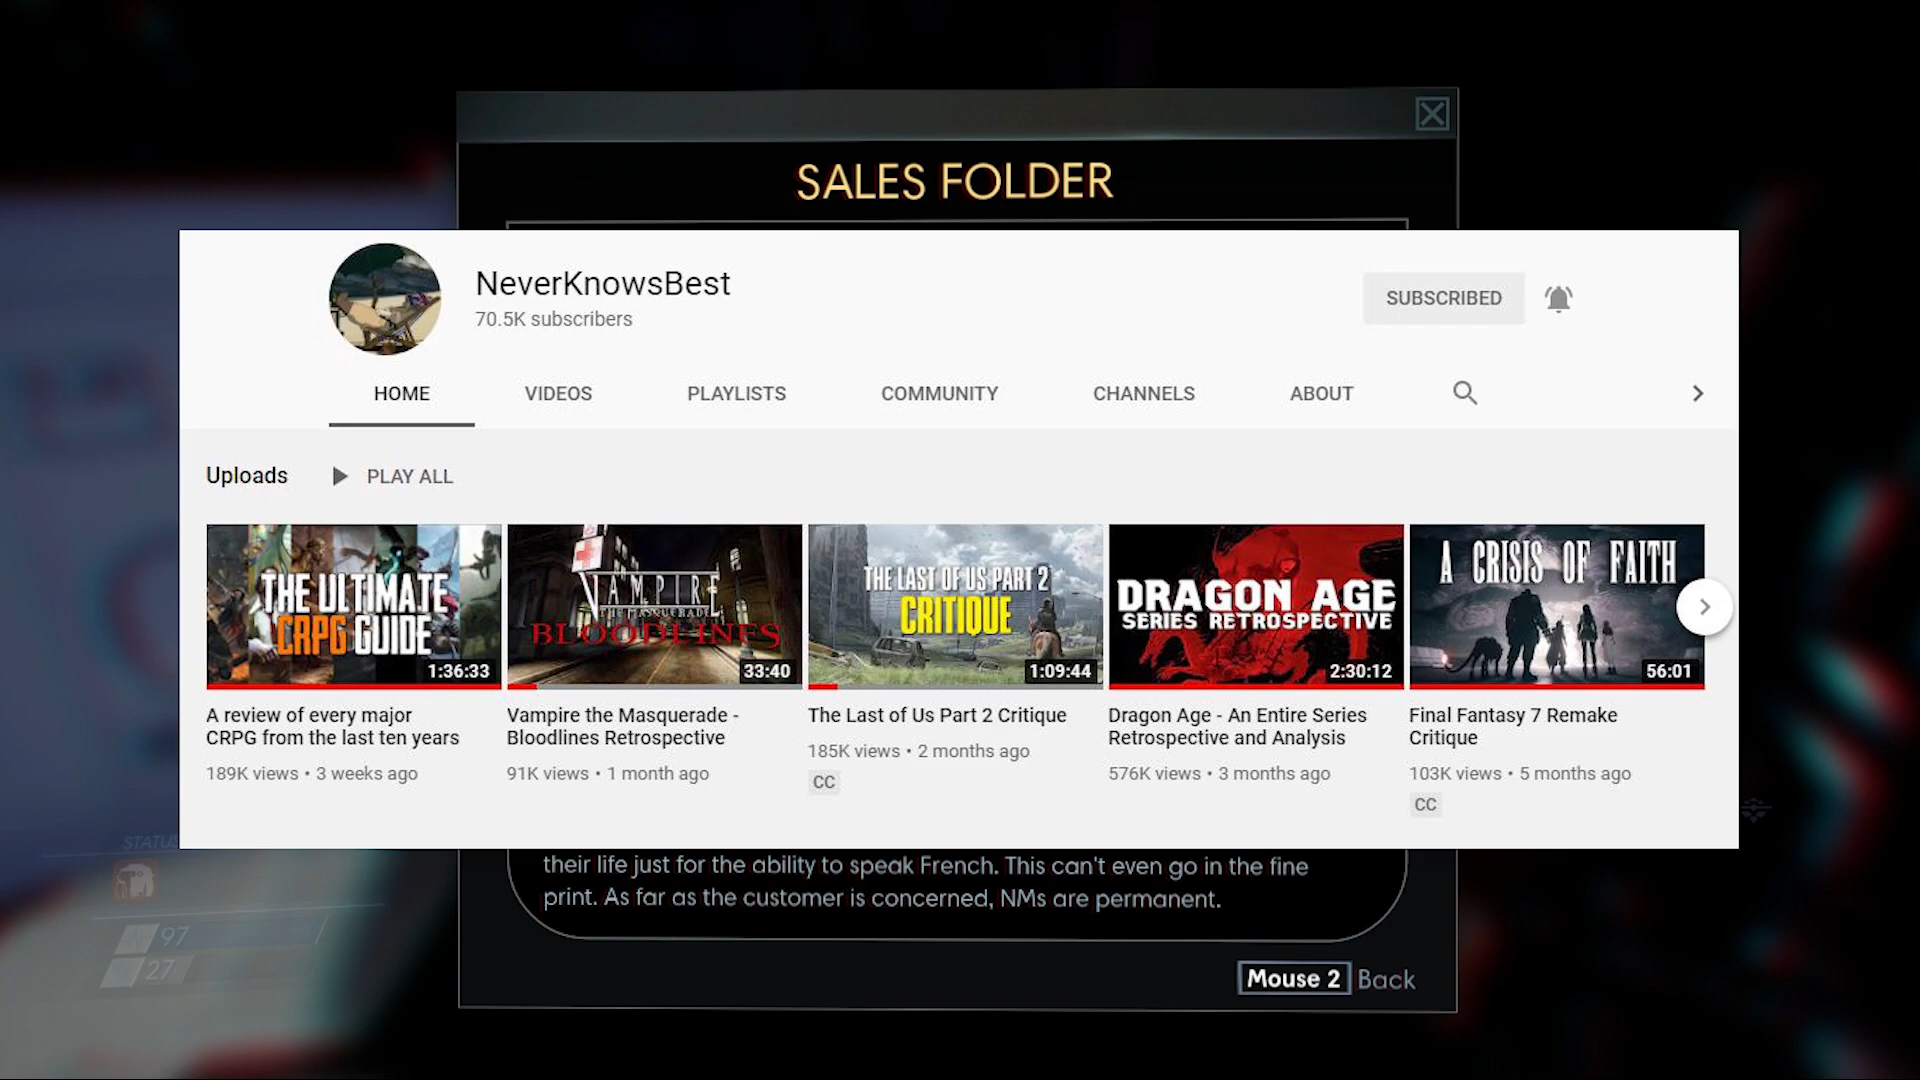 SALES FOLDER
NeverKnowsBest
70.5K subscribers
SUBSCRIBED
HOME
VIDEOS
PLAYLISTS
COMMUNITY
CHANNELS
ABOUT
Uploads
PLAY ALL
THE ULTIMATE
CRPG GUIDE
1:36:33
VAMPIRE
THE MASQUERADE
BLOODLINES
33:40
THE LAST OF US PART 2
CRITIQUE
1:09:44
DRAGON AGE
SERIES RETROSPECTIVE
2:30:12
A CRISIS OF FAITH
56:01
A review of every major
CRPG from the last ten years
189K views • 3 weeks ago
Vampire the Masquerade -
Bloodlines Retrospective
91K views • 1 month ago
The Last of Us Part 2 Critique
185K views • 2 months ago
CC
Dragon Age - An Entire Series
Retrospective and Analysis
576K views • 3 months ago
Final Fantasy 7 Remake
Critique
103K views • 5 months ago
CC
STATUS
97
27
their life just for the ability to speak French. This can't even go in the fine
print. As far as the customer is concerned, NMs are permanent.
Mouse 2 Back